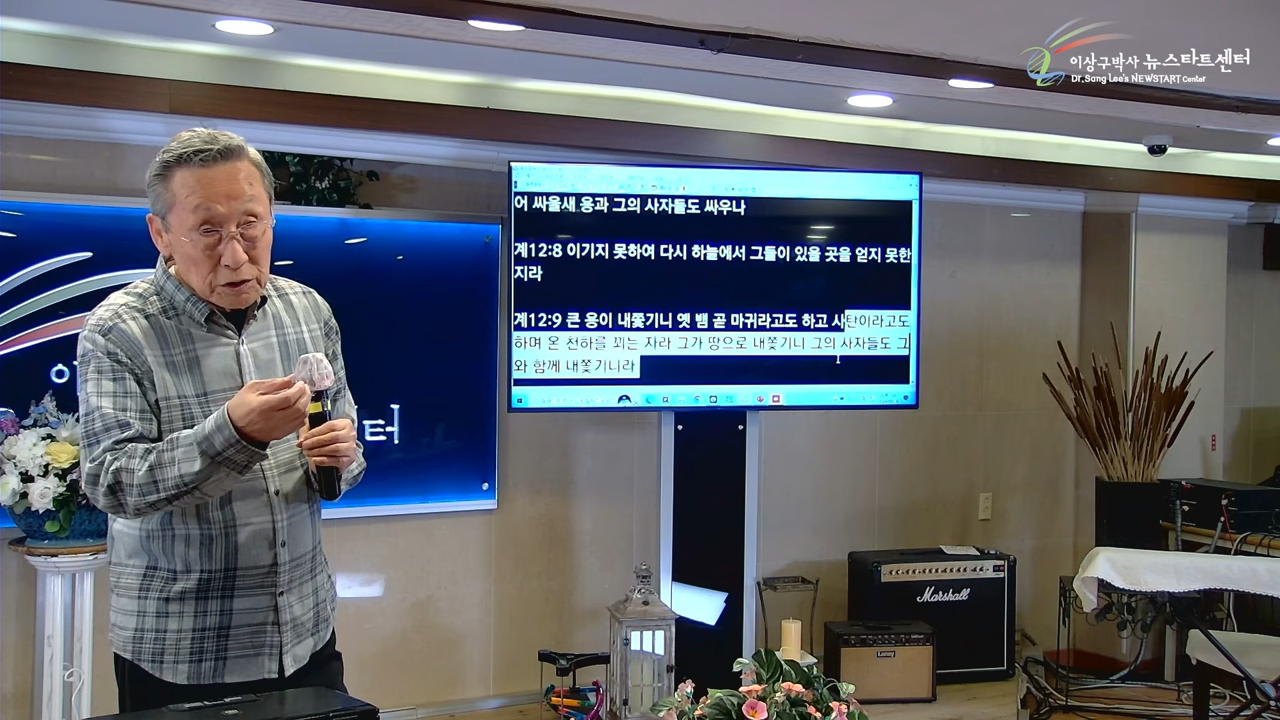 이상구박사 뉴스타트센터
Dr.Sang Lee's NEWSTART Center
어 싸울새 용과 그의 사자들도 싸우나
계12:8 이기지 못하여 다시 하늘에서 그들이 있을 곳을 얻지 못한
지라
계12:9 큰 용이 내쫓기니 옛 뱀 곧 마귀라고도 하고 사탄이라고도
하며 온 천하를 꾀는 자라 그가 땅으로 내쫓기니 그의 사자들도 그
와 함께 내쫓기니라
이
터
Marshall
Laney